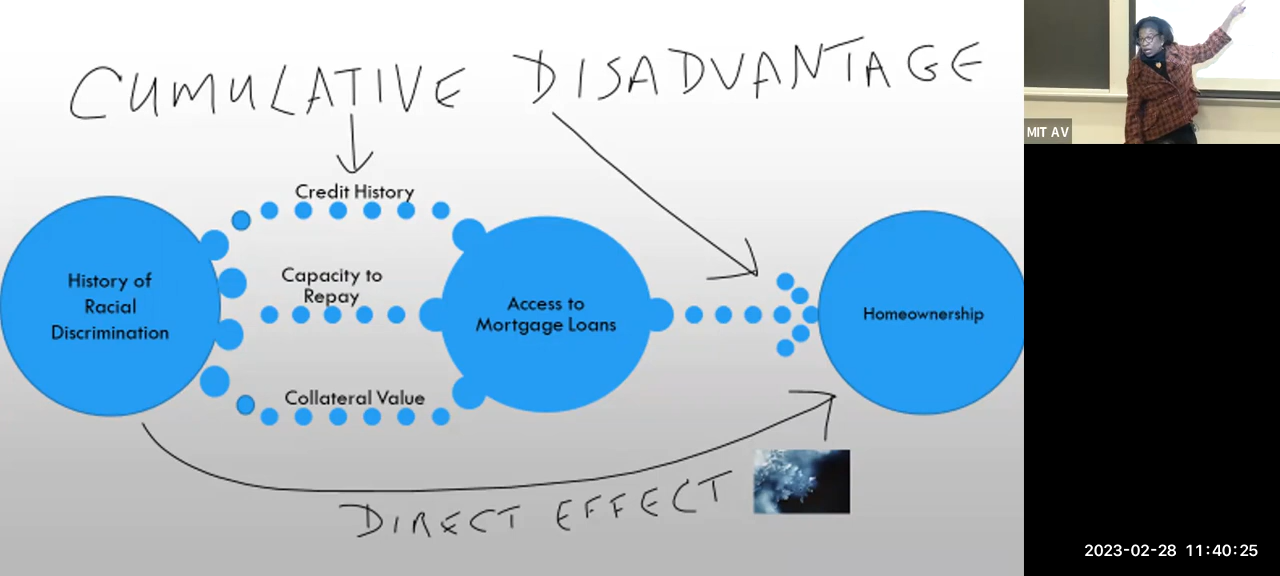 CUMULATIVE DISADVANTAGE
MIT AV
Credit History
History of
Racial
Discrimination
Capacity to
Repay
Access to
Mortgage Loans
Homeownership
Collateral Value
DIRECT EFFECT
2023-02-28 11:40:25